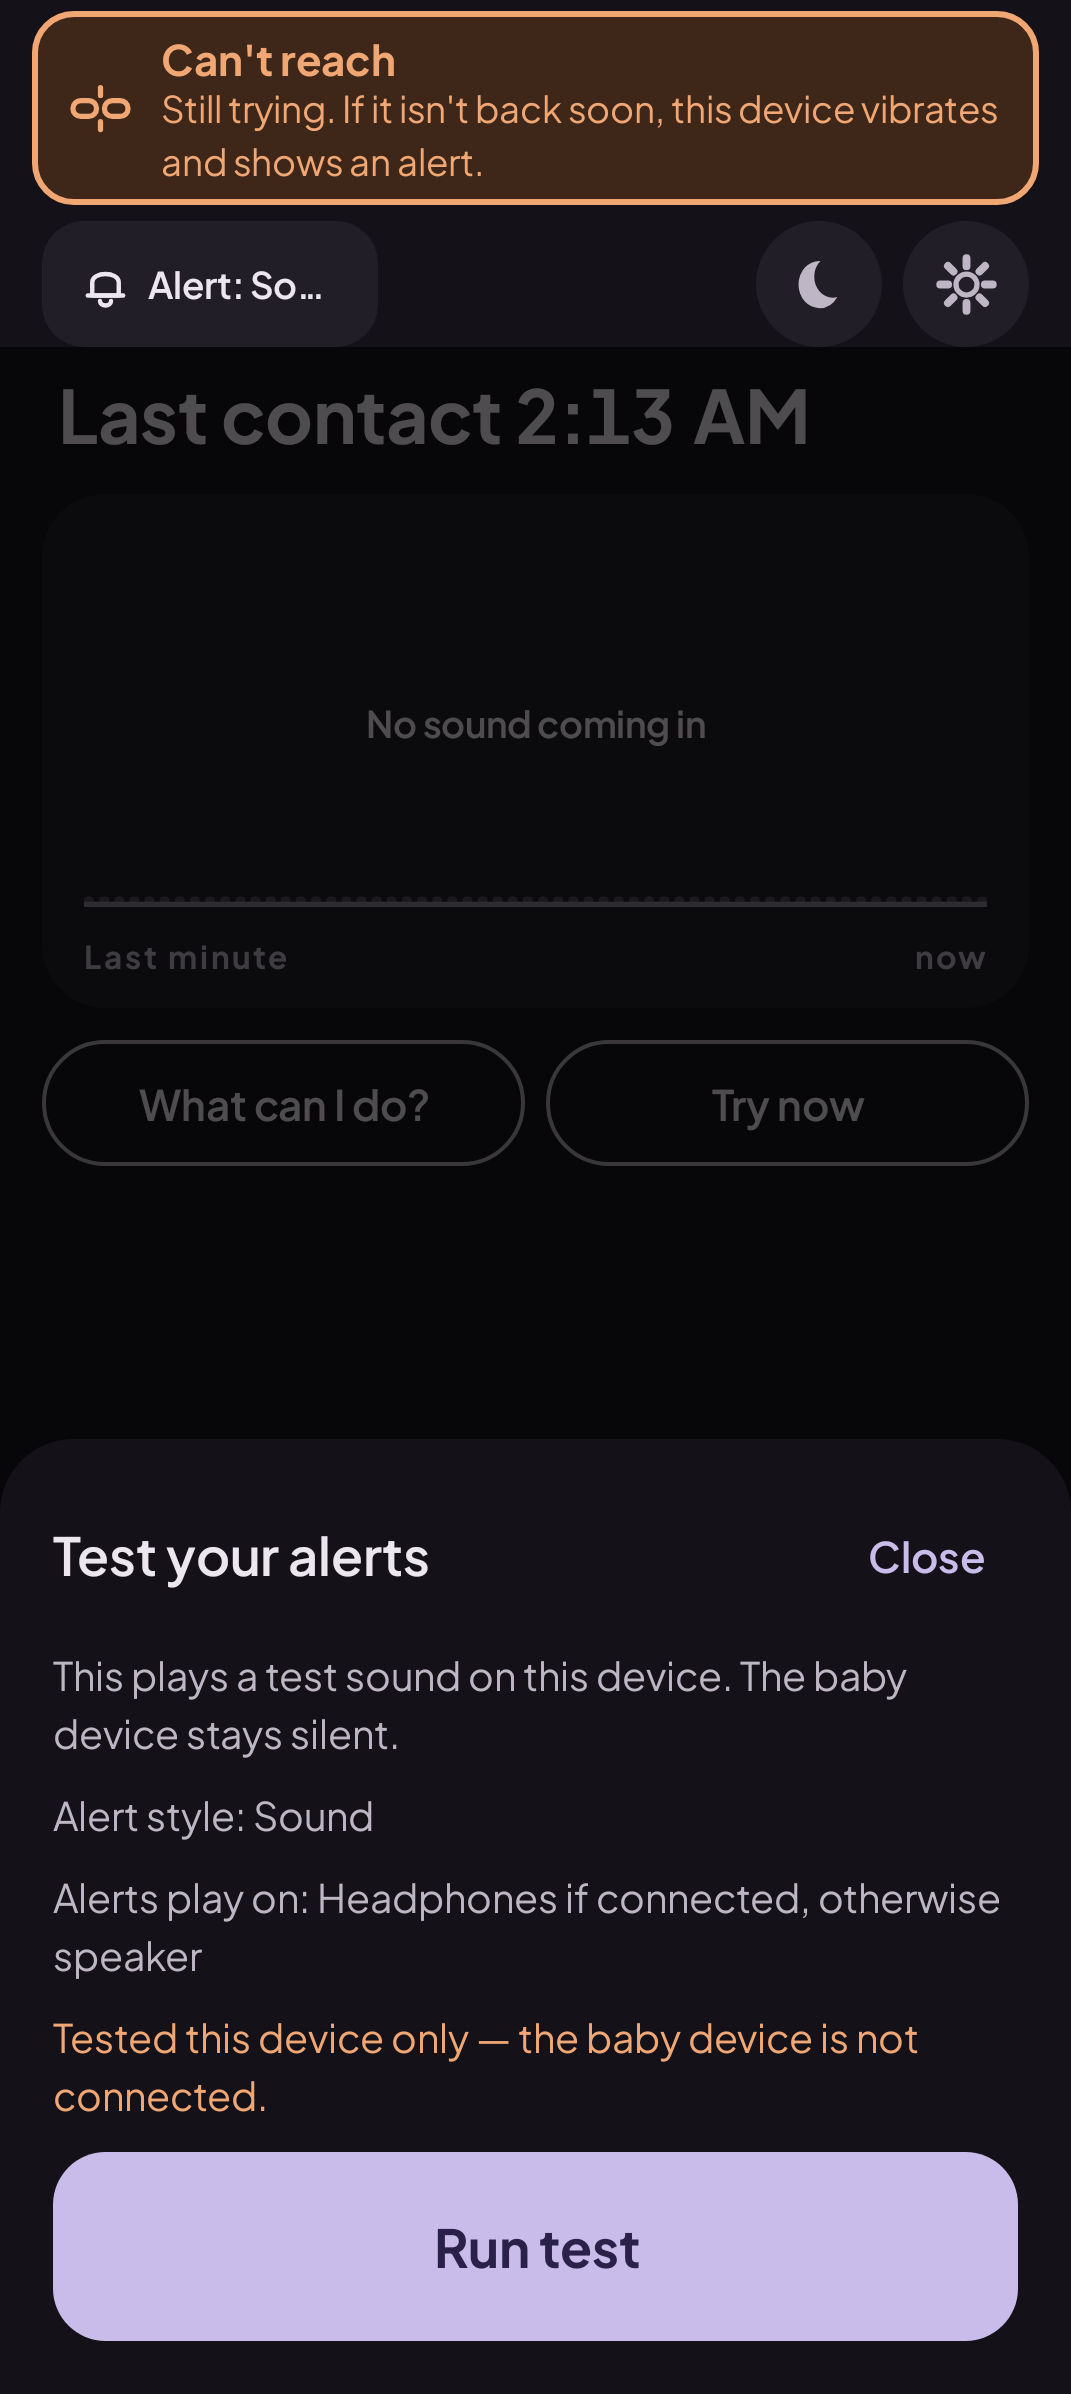 Can't reach
Still trying. If it isn't back soon, this device vibrates
and shows an alert.
Alert: So...
Last contact 2:13 AM
No sound coming in
Last minute
now
What can I do?
Try now
Test your alerts
Close
This plays a test sound on this device. The baby
device stays silent.
Alert style: Sound
Alerts play on: Headphones if connected, otherwise
speaker
Tested this device only — the baby device is not
connected.
Run test